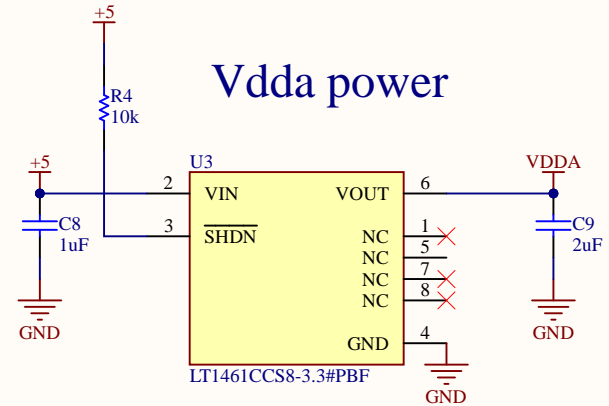 +5
Vdda power
R4
10k
U3
+5
VDDA
2
VIN
VOUT
6
C8
1uF
3
SHDN
NC
1
NC
5
NC
7
NC
8
C9
2uF
GND
GND
4
GND
GND
LT1461CCS8-3.3#PBF
GND